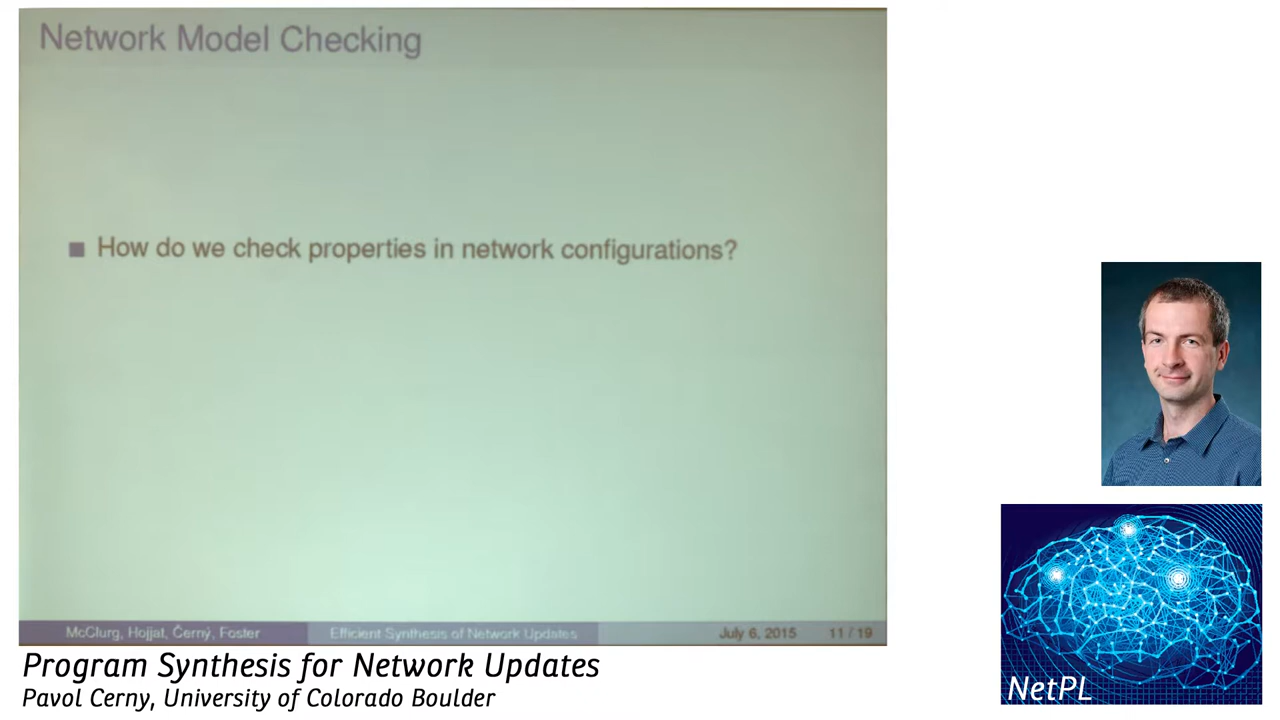 Network Model Checking
■ How do we check properties in network configurations?
McClurg, Hojjat, Černý, Foster
Efficient Synthesis of Network Updates
July 6, 2015
11 / 19
Program Synthesis for Network Updates
Pavol Cerny, University of Colorado Boulder
NetPL